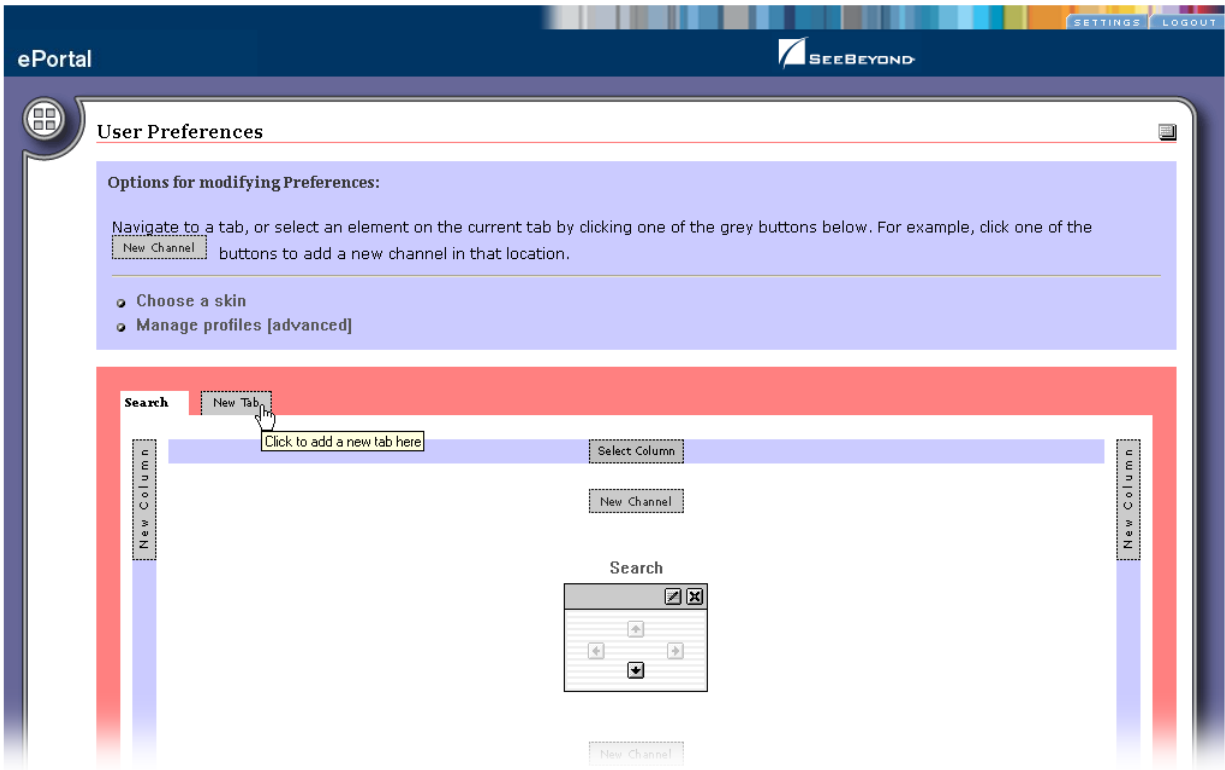 SETTINGS LOGOUT
ePortal
SEEBEYOND
User Preferences
Options for modifying Preferences:
Navigate to a tab, or select an element on the current tab by clicking one of the grey buttons below. For example, click one of the
New Channel buttons to add a new channel in that location.
Choose a skin
Manage profiles [advanced]
Search New Tab
Click to add a new tab here
New Column
Select Column
New Column
New Channel
Search
New Channel